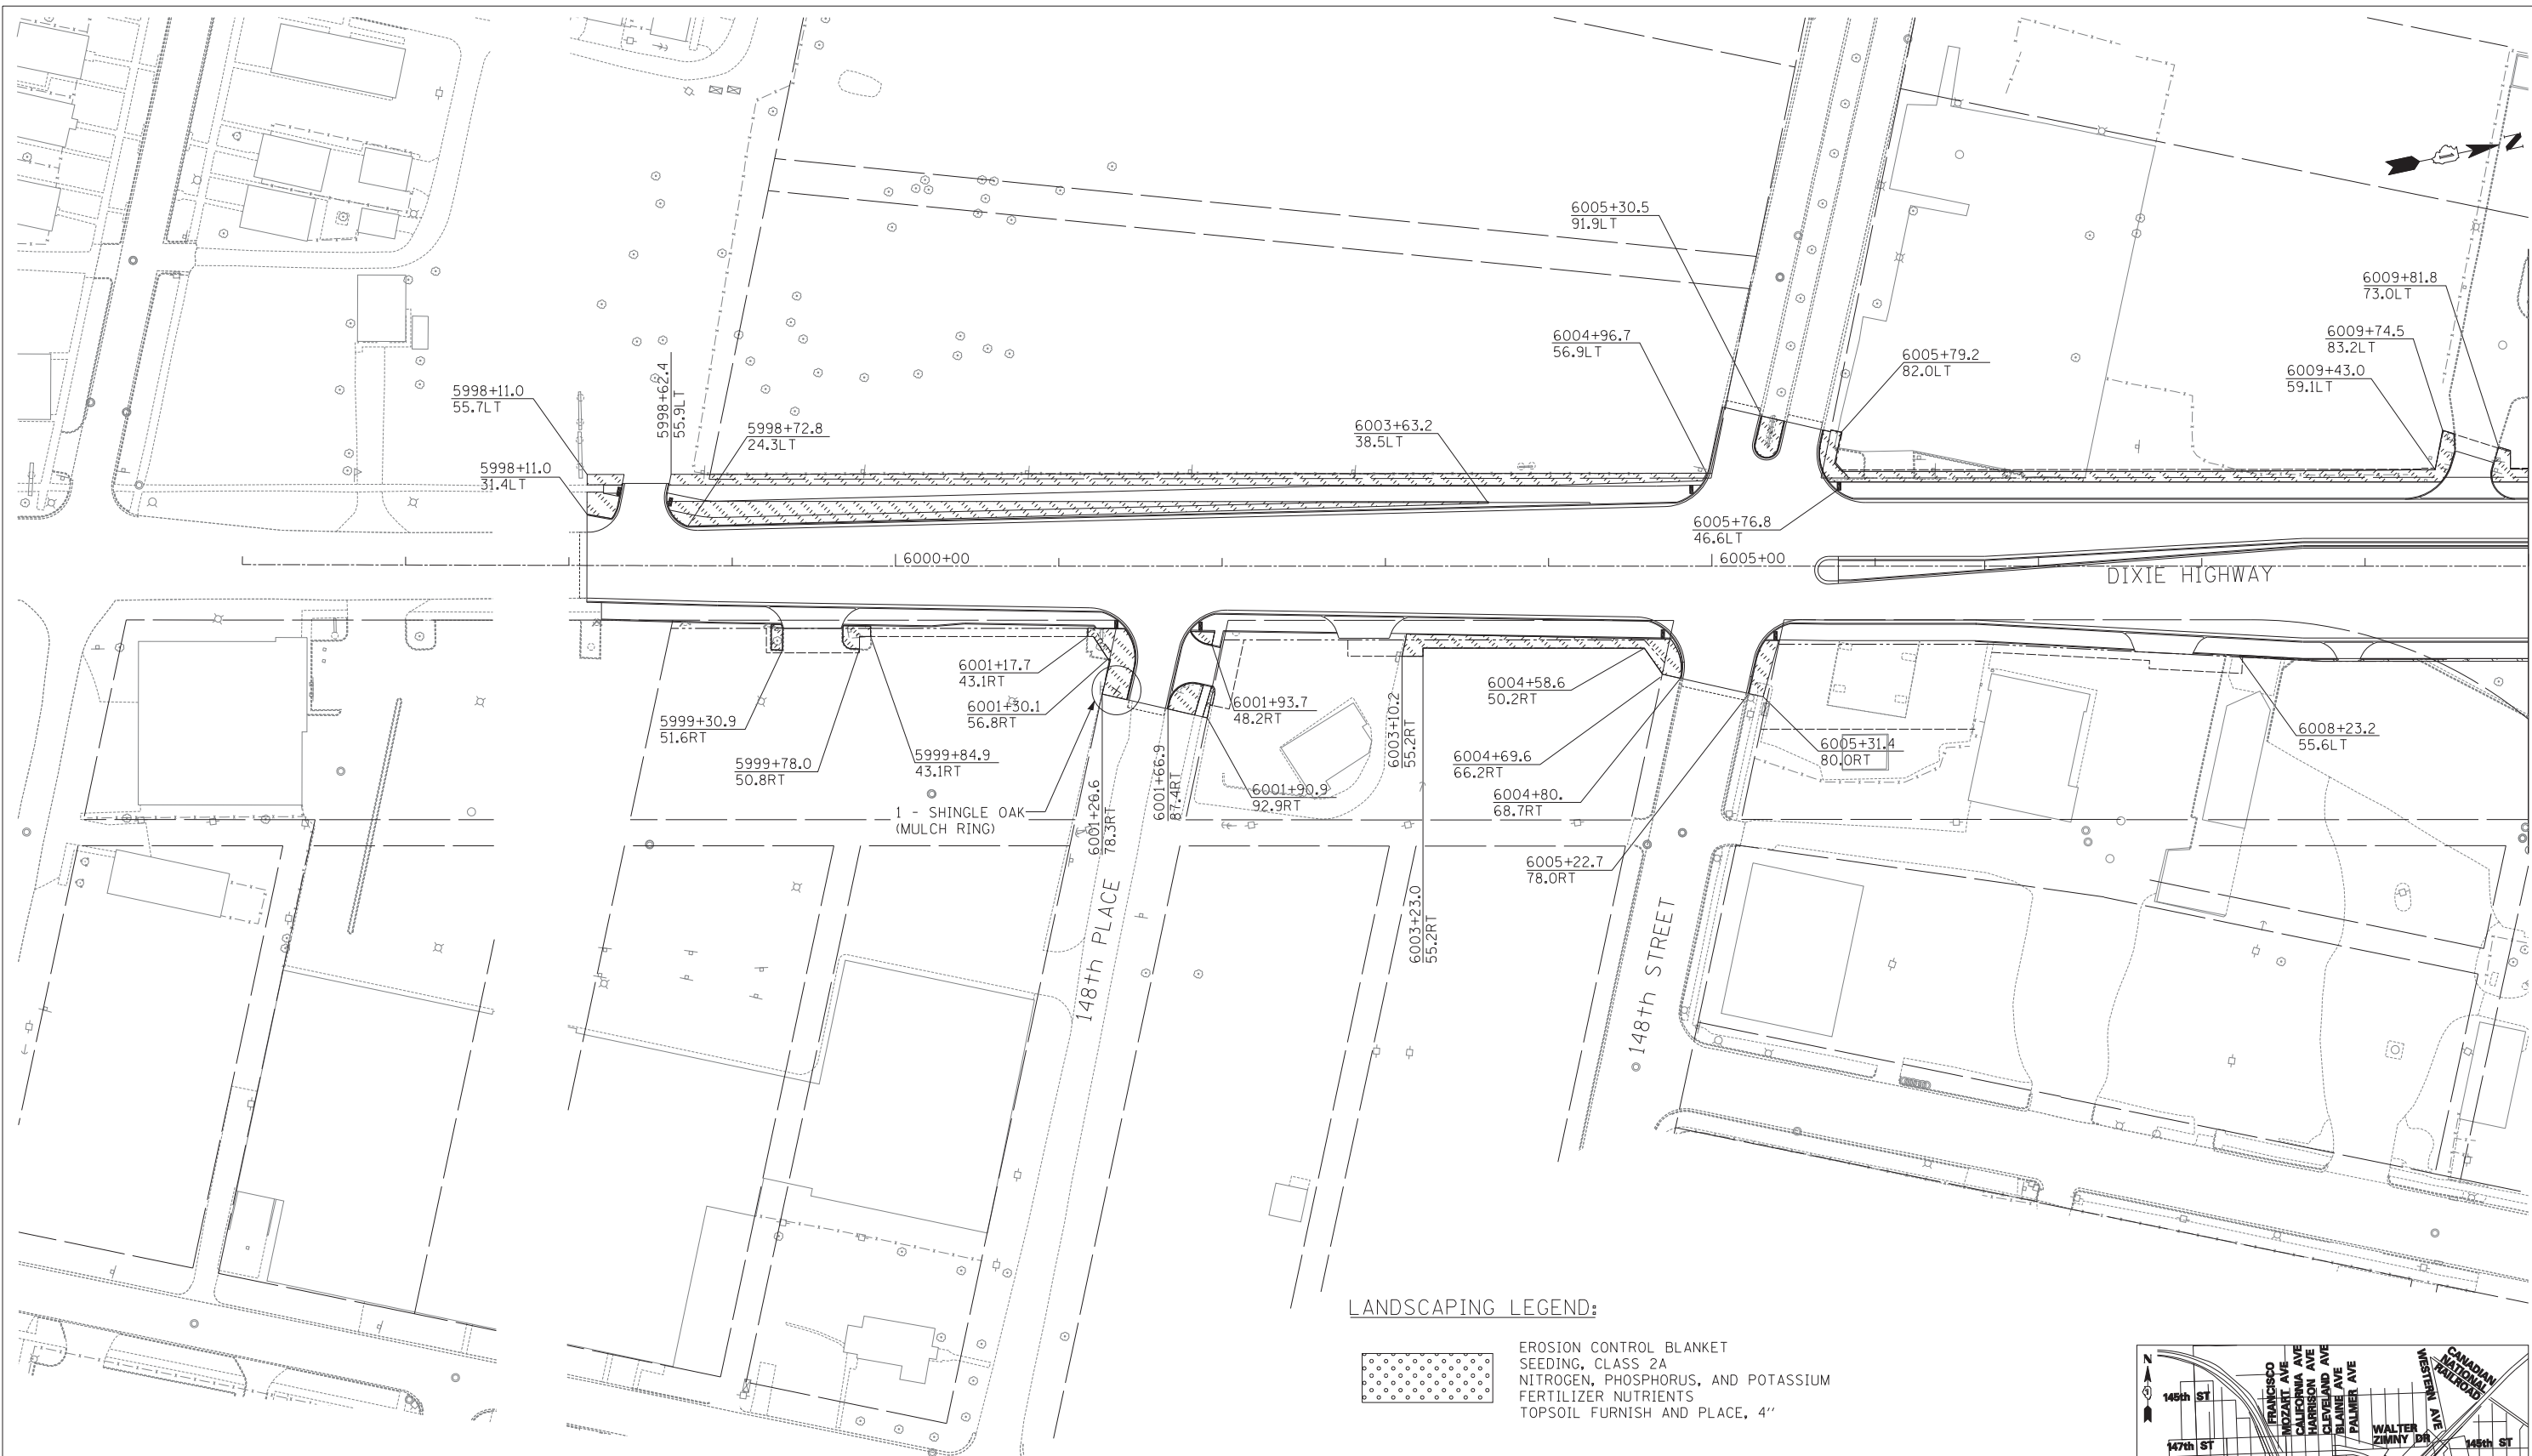 6005+30.5
91.9LT
6009+81.8
73.0LT
6004+96.7
56.9LT
6009+74.5
83.2LT
6005+79.2
82.0LT
6009+43.0
59.1LT
5998+11.0
55.7LT
5998+62.4
55.9LT
5998+72.8
24.3LT
6003+63.2
38.5LT
5998+11.0
31.4LT
6005+76.8
46.6LT
6000+00
6005+00
DIXIE HIGHWAY
6001+17.7
43.1RT
6001+30.1
56.8RT
6001+93.7
48.2RT
6004+58.6
50.2RT
5999+30.9
51.6RT
6003+10.2
55.2RT
6008+23.2
55.6LT
5999+78.0
50.8RT
5999+84.9
43.1RT
6004+69.6
66.2RT
6005+31.4
80.0RT
6001+26.6
78.3RT
6001+66.9
87.4RT
6001+90.9
92.9RT
6004+80.
68.7RT
1 - SHINGLE OAK
(MULCH RING)
6005+22.7
78.0RT
6003+23.0
55.2RT
148th PLACE
148th STREET
LANDSCAPING LEGEND:
EROSION CONTROL BLANKET
SEEDING, CLASS 2A
NITROGEN, PHOSPHORUS, AND POTASSIUM
FERTILIZER NUTRIENTS
TOPSOIL FURNISH AND PLACE, 4''
N
145th ST
147th ST
FRANCISCO
MOZART AVE
CALIFORNIA AVE
HARRISON AVE
CLEVELAND AVE
BLAINE AVE
PALMER AVE
WESTERN AVE
CANADIAN
NATIONAL
RAILROAD
WALTER
ZIMNY DR
145th ST